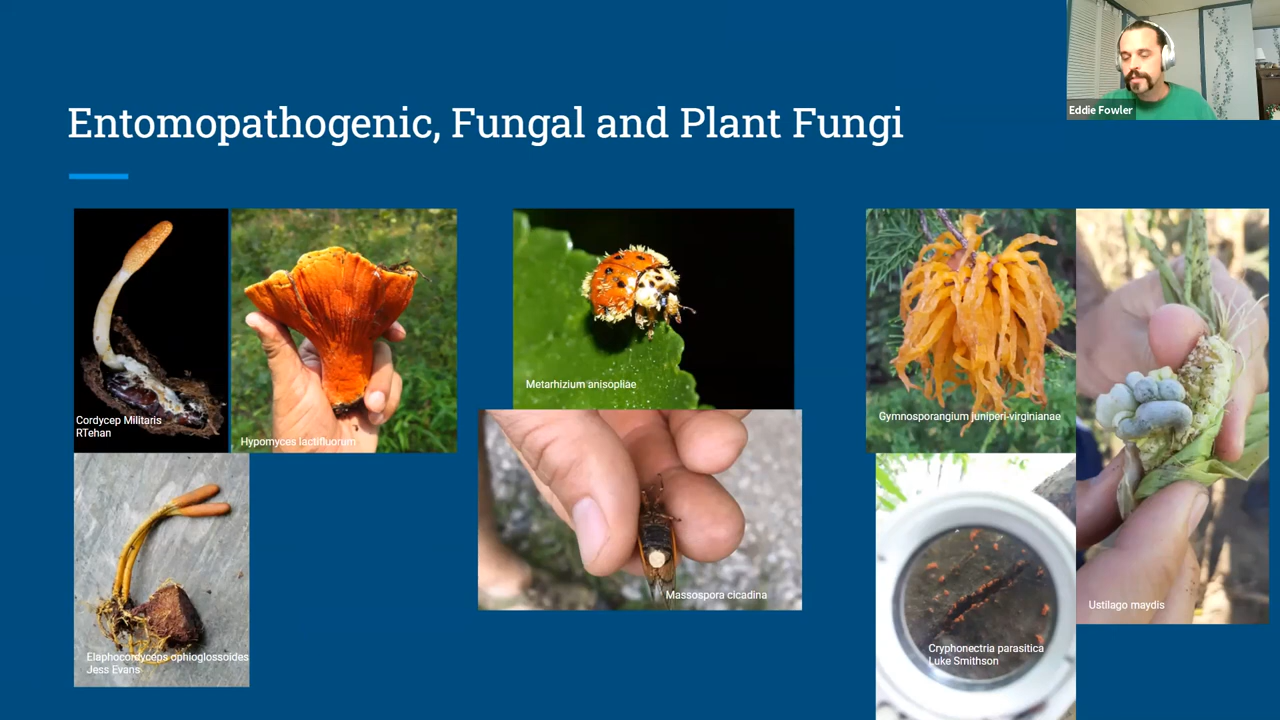 Eddie Fowler
Entomopathogenic, Fungal and Plant Fungi
Cordycep Militaris
RTehan
Hypomyces lactifluorum
Metarhizium anisopliae
Gymnosporangium juniperi-virginianae
Massospora cicadina
Ustilago maydis
Elaphocordyceps ophioglossoides
Jess Evans
Cryphonectria parasitica
Luke Smithson